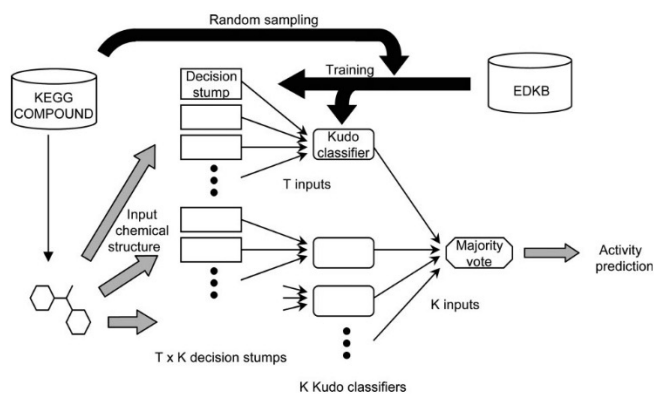 Random sampling
KEGG
COMPOUND
Decision
stump
Training
EDKB
Kudo
classifier
T inputs
Input
chemical
structure
Majority
vote
Activity
prediction
K inputs
T x K decision stumps
K Kudo classifiers